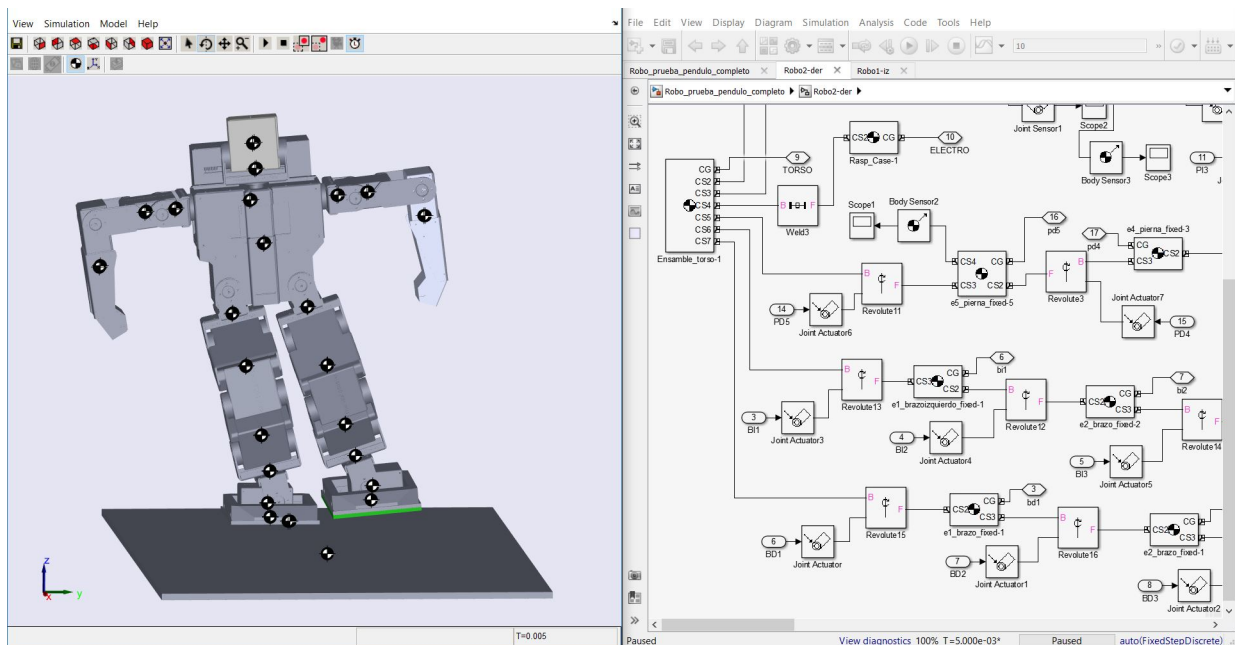 View Simulation Model Help
z
x
y
T=0.005
File Edit View Display Diagram Simulation Analysis Code Tools Help
10
Robo_prueba_pendulo_completo
Robo2-der
Robo1-iz
Robo_prueba_pendulo_completo
Robo2-der
Joint Sensor1
Scope2
Body Sensor3
Scope3
11
PI3
CS2
CG
Rasp_Case-1
10
ELECTRO
9
TORSO
CG
CS2
CS3
CS4
CS5
CS6
CS7
Ensamble_torso-1
B
F
Weld3
Scope1
Body Sensor2
16
pd5
CS4
CG
CS3
CS2
e5_pierna_fixed-5
17
pd4
e4_pierna_fixed-3
CG
CS3
CS2
B
F
Revolute3
Joint Actuator7
15
PD4
B
F
Revolute11
14
PD5
Joint Actuator6
6
bi1
B
F
Revolute13
CS3
CG
CS2
e1_brazoizquierdo_fixed-1
3
BI1
Joint Actuator3
B
F
Revolute12
4
BI2
Joint Actuator4
7
bi2
CS2
CG
CS3
e2_brazo_fixed-2
B
F
Revolute14
5
BI3
Joint Actuator5
3
bd1
B
F
Revolute15
CS2
CG
CS3
e1_brazo_fixed-1
6
BD1
Joint Actuator
B
F
Revolute16
7
BD2
Joint Actuator1
CS2
CG
CS3
e2_brazo_fixed-1
8
BD3
Joint Actuator2
Paused
View diagnostics 100% T=5.000e-03*
Paused
auto(FixedStepDiscrete)